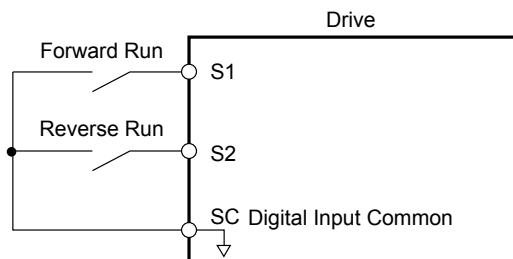 Drive
Forward Run
S1
Reverse Run
S2
SC Digital Input Common